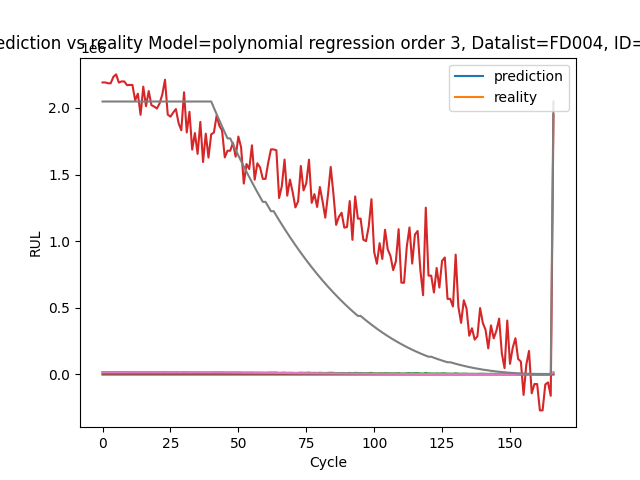 ediction vs reality Model=polynomial regression order 3, Datalist=FD004, ID=
1e6
prediction
reality
2.0
1.5
1.0
0.5
0.0
RUL
0 25 50 75 100 125 150
Cycle